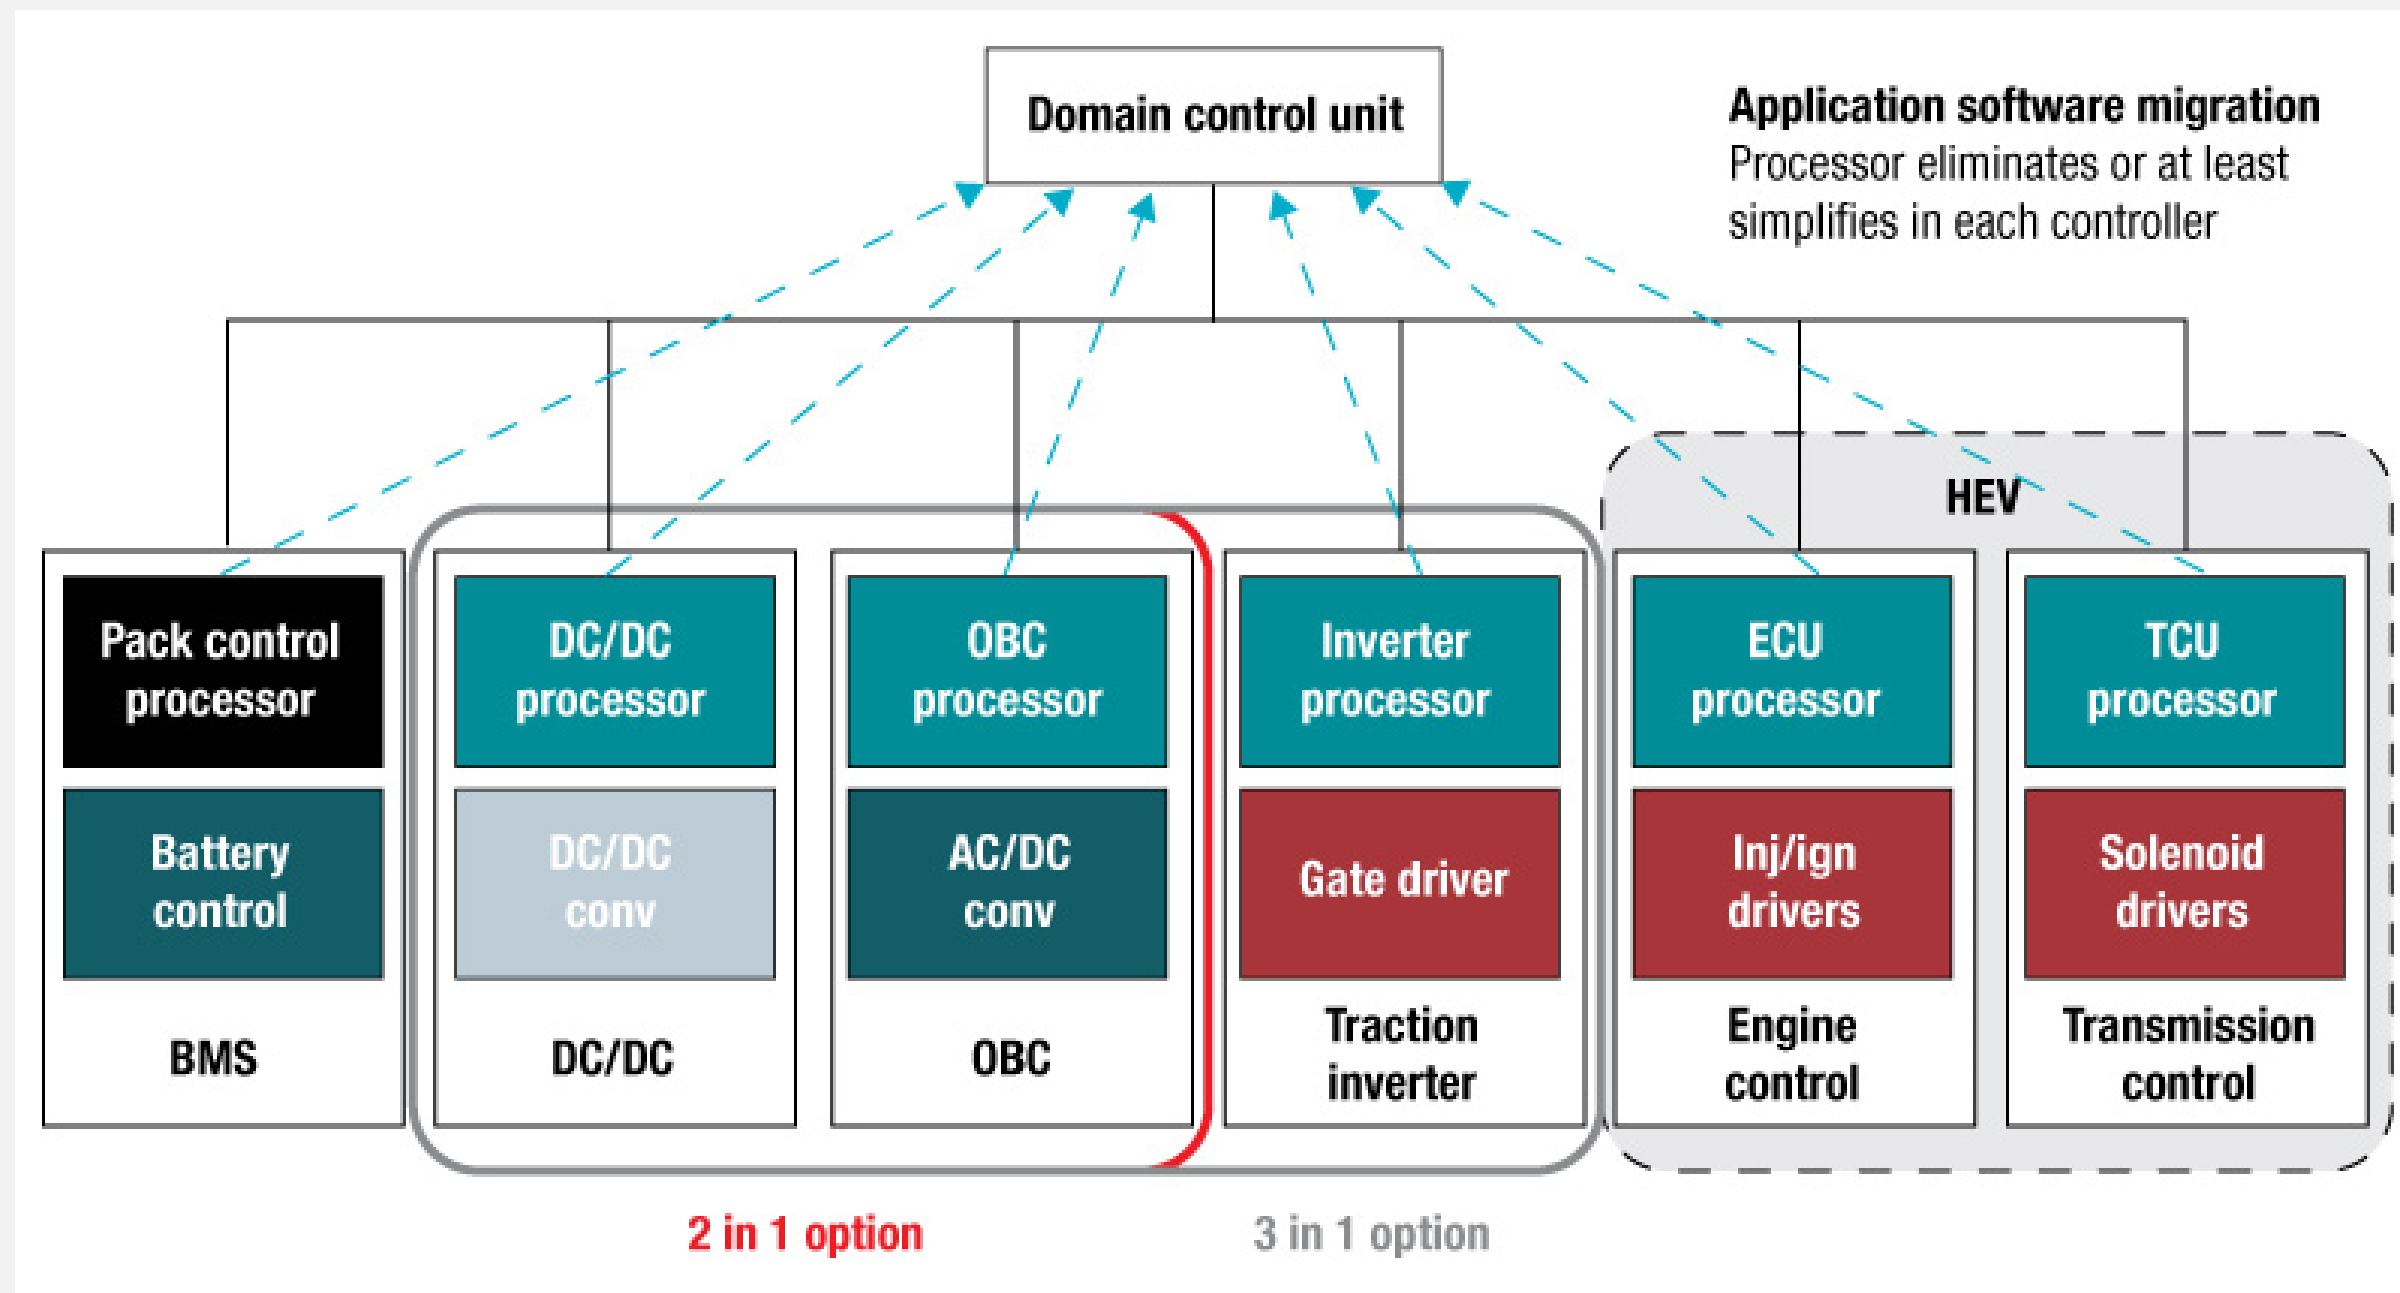 Domain control unit
Application software migration
Processor eliminates or at least
simplifies in each controller
HEV
Pack control
processor
Battery
control
BMS
DC/DC
processor
DC/DC
conv
DC/DC
OBC
processor
AC/DC
conv
OBC
Inverter
processor
Gate driver
Traction
inverter
ECU
processor
Inj/ign
drivers
Engine
control
TCU
processor
Solenoid
drivers
Transmission
control
2 in 1 option
3 in 1 option